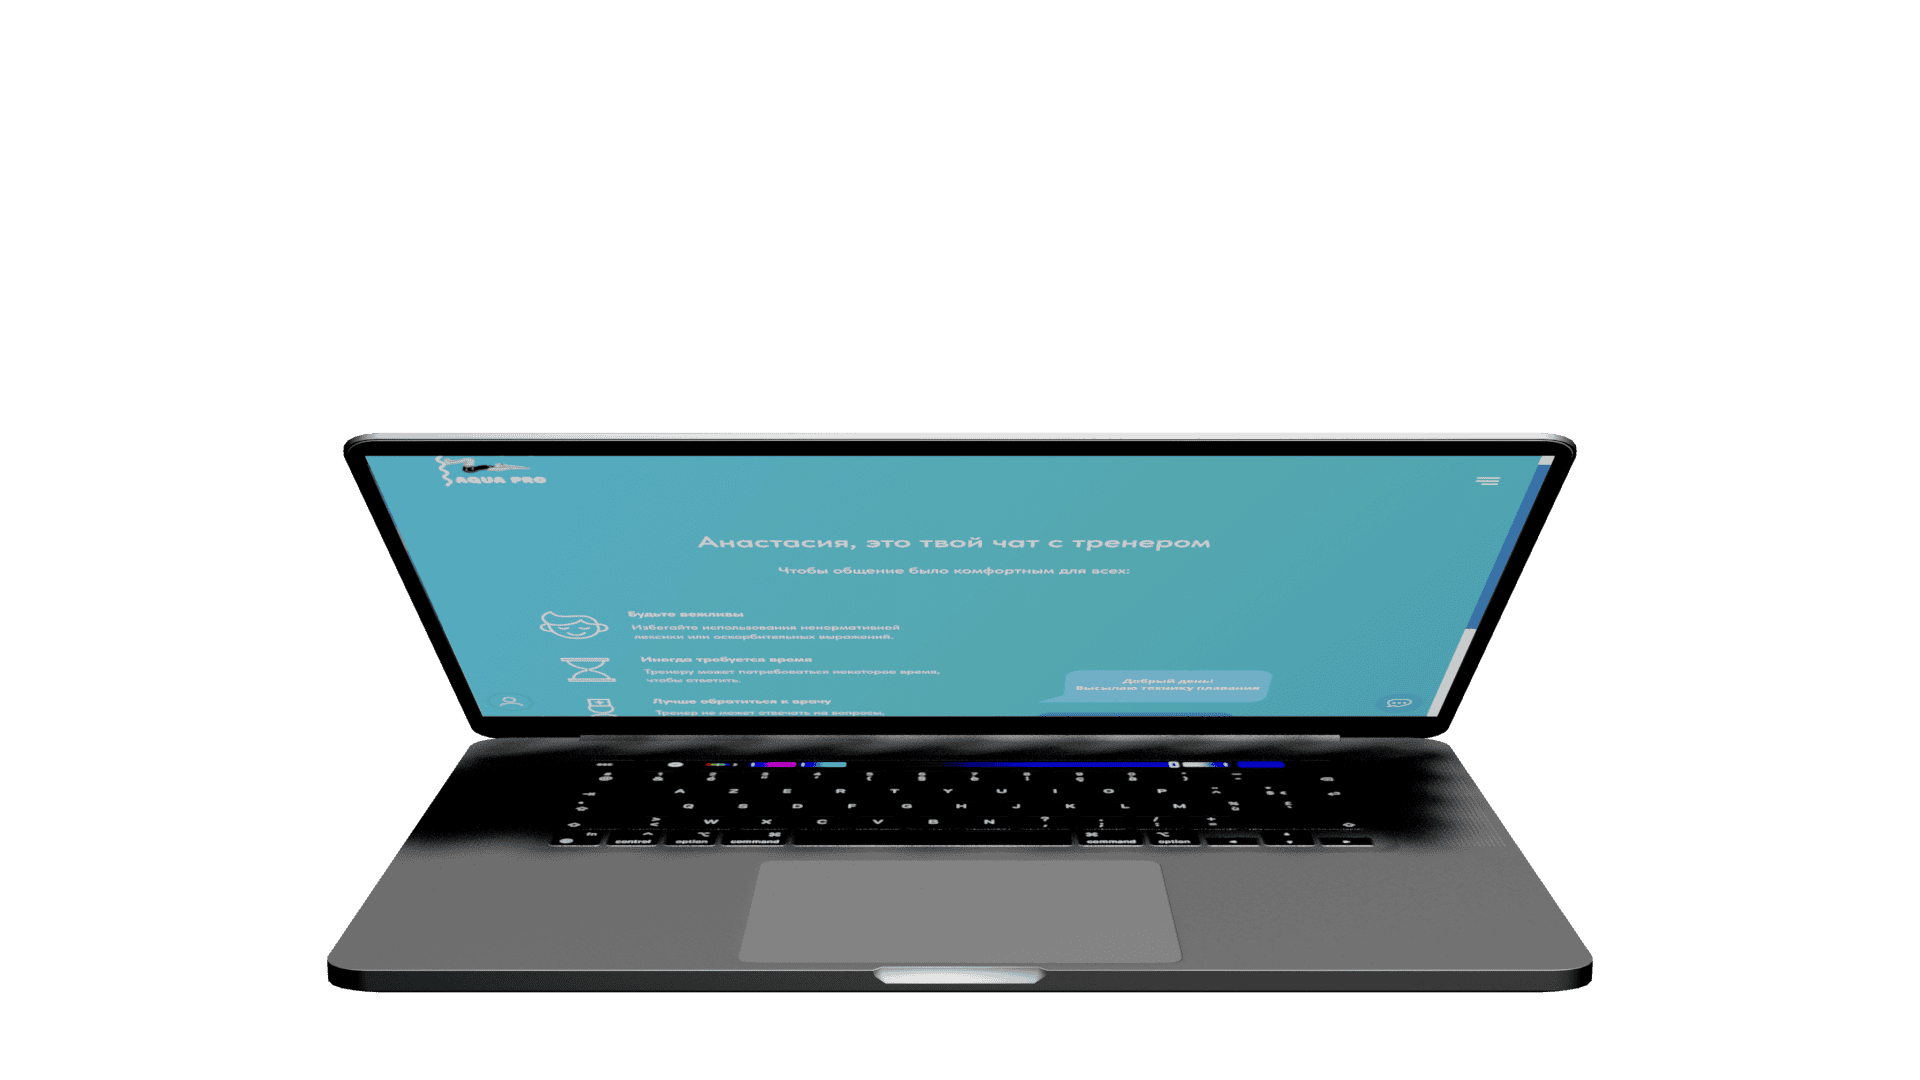 AQUA PRO
Анастасия, это твой чат с тренером
Чтобы общение было комфортным для всех:
Будьте вежливы
Избегайте использования ненормативной
лексики или оскорбительных выражений.
Иногда требуется время
Тренеру может потребоваться некоторое время,
чтобы ответить.
Лучше обратиться к врачу
Тренер не может отвечать на вопросы,
Добрый день!
Высылаю технику плавания
A Z E R T Y U I O P
Q S D F G H J K L M
W X C V B N
fn control option command command option